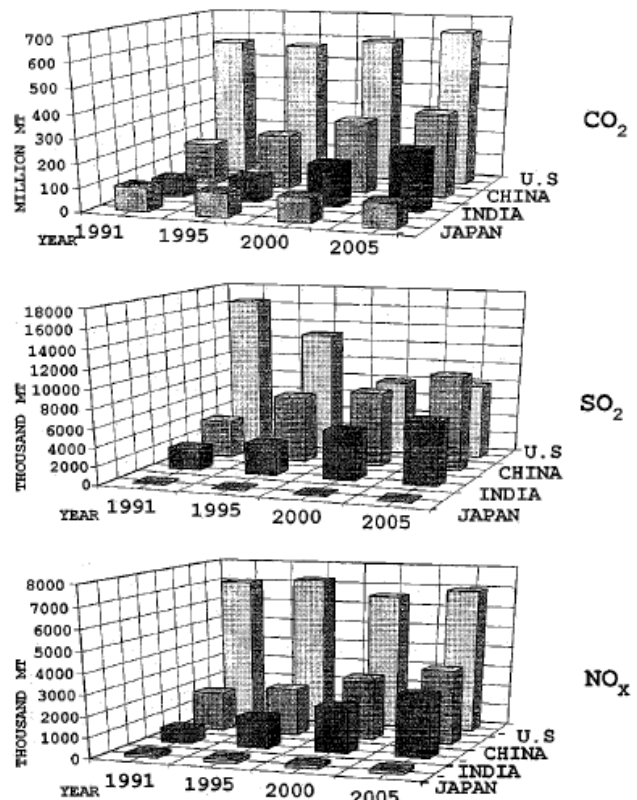 700
600
500
400
300
200
100
0
MILLION MT
YEAR
1991
1995
2000
2005
U.S
CHINA
INDIA
JAPAN
CO2
18000
16000
14000
12000
10000
8000
6000
4000
2000
0
THOUSAND MT
YEAR
1991
1995
2000
2005
U.S
CHINA
INDIA
JAPAN
SO2
8000
7000
6000
5000
4000
3000
2000
1000
0
THOUSAND MT
YEAR
1991
1995
2000
2005
U.S
CHINA
INDIA
JAPAN
NOx